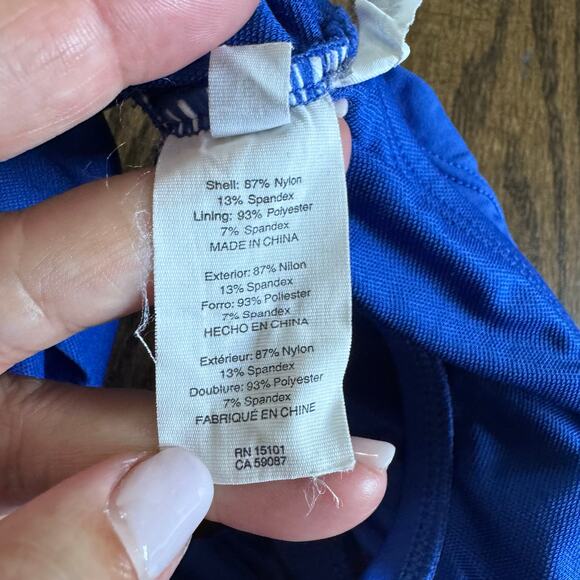 Shell: 87% Nylon
13% Spandex
Lining: 93% Polyester
7% Spandex
MADE IN CHINA
Exterior: 87% Nilon
13% Spandex
Forro: 93% Poliester
7% Spandex
HECHO EN CHINA
Extérieur: 87% Nylon
13% Spandex
Doublure: 93% Polyester
7% Spandex
FABRIQUÉ EN CHINE
RN 15101
CA 59087